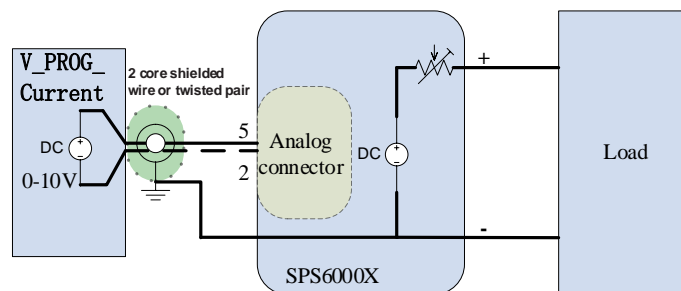 V_PROG_
Current
2 core shielded
wire or twisted pair
DC
0-10V
5
2
Analog
connector
DC
+
-
SPS6000X
Load